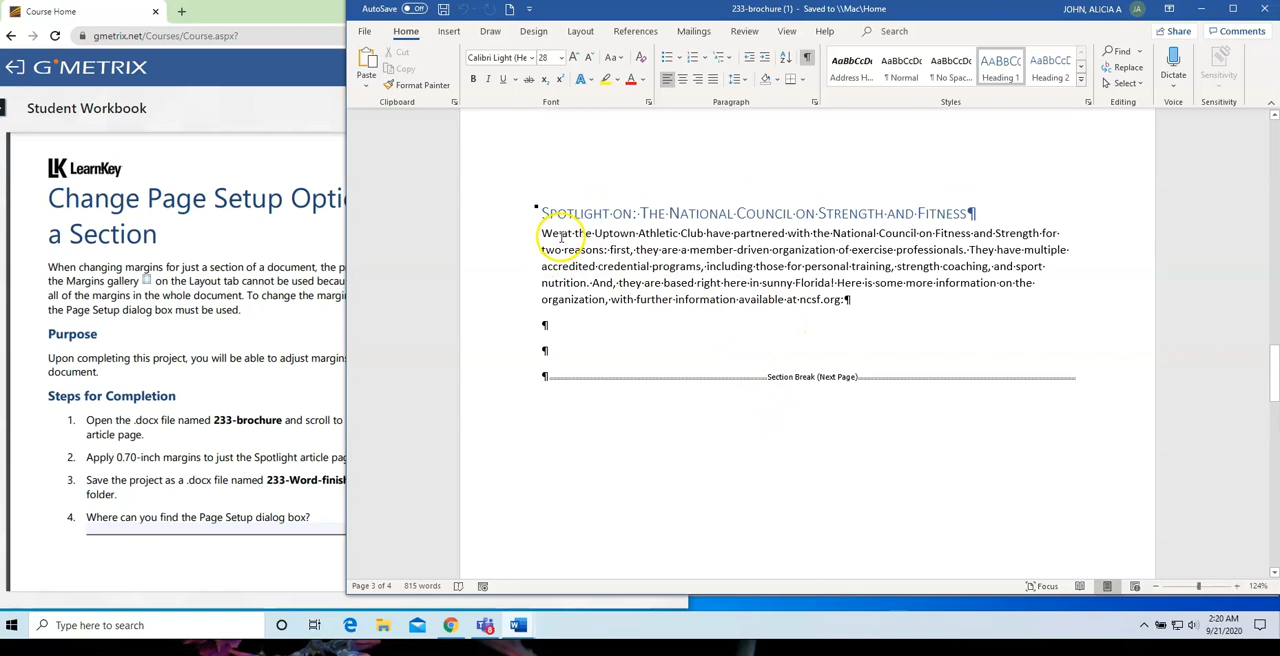 Course Home
gmetrix.net/Courses/Course.aspx?
G METRIX
Student Workbook
LK LearnKey
Change Page Setup Opti
a Section
When changing margins for just a section of a document, the p
the Margins gallery on the Layout tab cannot be used becau
all of the margins in the whole document. To change the margi
the Page Setup dialog box must be used.
Purpose
Upon completing this project, you will be able to adjust margin
document.
Steps for Completion
1. Open the .docx file named 233-brochure and scroll to
article page.
2. Apply 0.70-inch margins to just the Spotlight article pag
3. Save the project as a .docx file named 233-Word-finish
folder.
4. Where can you find the Page Setup dialog box?
AutoSave Off
233-brochure (1) - Saved to \\Mac\Home
JOHN, ALICIA A JA
File Home Insert Draw Design Layout References Mailings Review View Help Search Share Comments
Paste Cut Copy Format Painter Clipboard
Calibri Light (He 28 Font
Paragraph
AaBbCcDc Address H...
AaBbCcDc ¶ Normal
AaBbCcDc ¶ No Spac...
AaBbCc Heading 1
AaBbCc Heading 2
Styles
Find Replace Select Editing
Dictate Voice
Sensitivity Sensitivity
Spotlight·on:·The·National·Council·on·Strength·and·Fitness¶
We·at·the·Uptown·Athletic·Club·have·partnered·with·the·National·Council·on·Fitness·and·Strength·for·
two·reasons:·first,·they·are·a·member-driven·organization·of·exercise·professionals.·They·have·multiple·
accredited·credential·programs,·including·those·for·personal·training,·strength·coaching,·and·sport·
nutrition.·And,·they·are·based·right·here·in·sunny·Florida!·Here·is·some·more·information·on·the·
organization,·with·further·information·available·at·ncsf.org:¶
¶
¶
¶ Section Break (Next Page)
Page 3 of 4 815 words Focus 124%
Type here to search
2:20 AM
9/21/2020